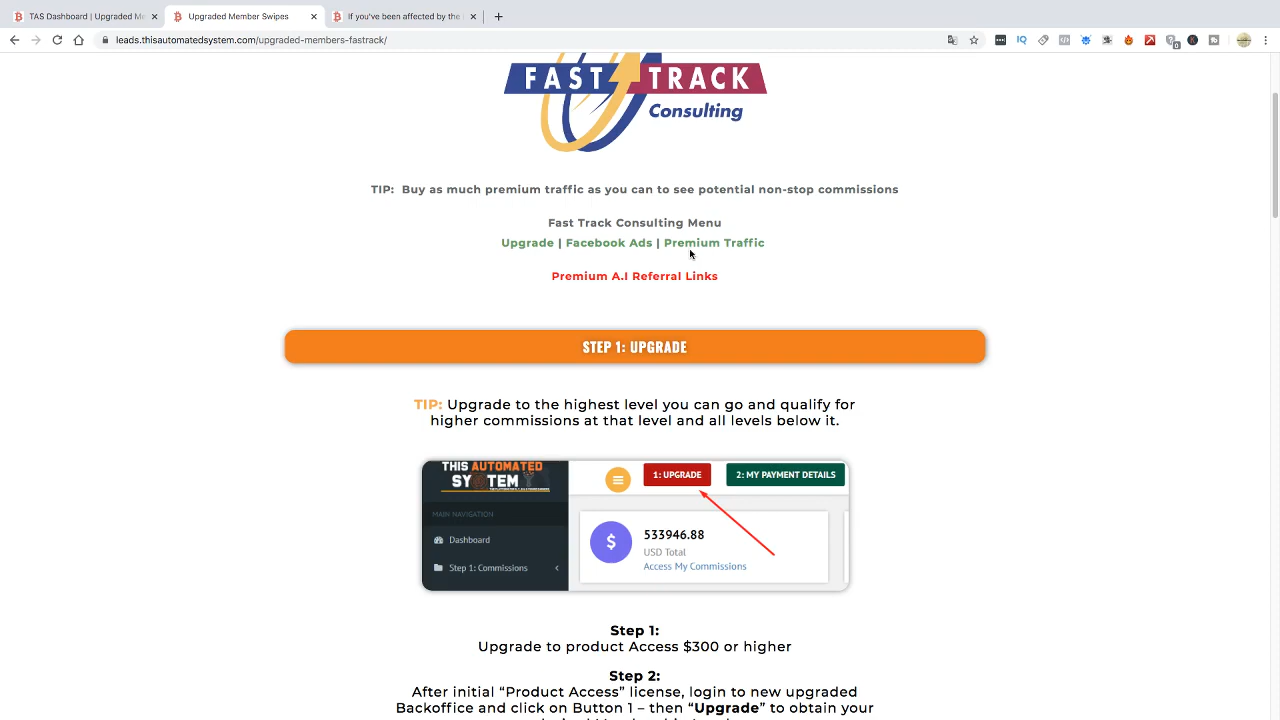 TAS Dashboard | Upgraded Me
Upgraded Member Swipes
If you've been affected by the
leads.thisautomatedsystem.com/upgraded-members-fastrack/
FAST TRACK
Consulting
TIP: Buy as much premium traffic as you can to see potential non-stop commissions
Fast Track Consulting Menu
Upgrade | Facebook Ads | Premium Traffic
Premium A.I Referral Links
STEP 1: UPGRADE
TIP: Upgrade to the highest level you can go and qualify for
higher commissions at that level and all levels below it.
THIS AUTOMATED
SYSTEM
1: UPGRADE
2: MY PAYMENT DETAILS
MAIN NAVIGATION
Dashboard
Step 1: Commissions
$
533946.88
USD Total
Access My Commissions
Step 1:
Upgrade to product Access $300 or higher
Step 2:
After initial “Product Access” license, login to new upgraded
Backoffice and click on Button 1 – then “Upgrade” to obtain your